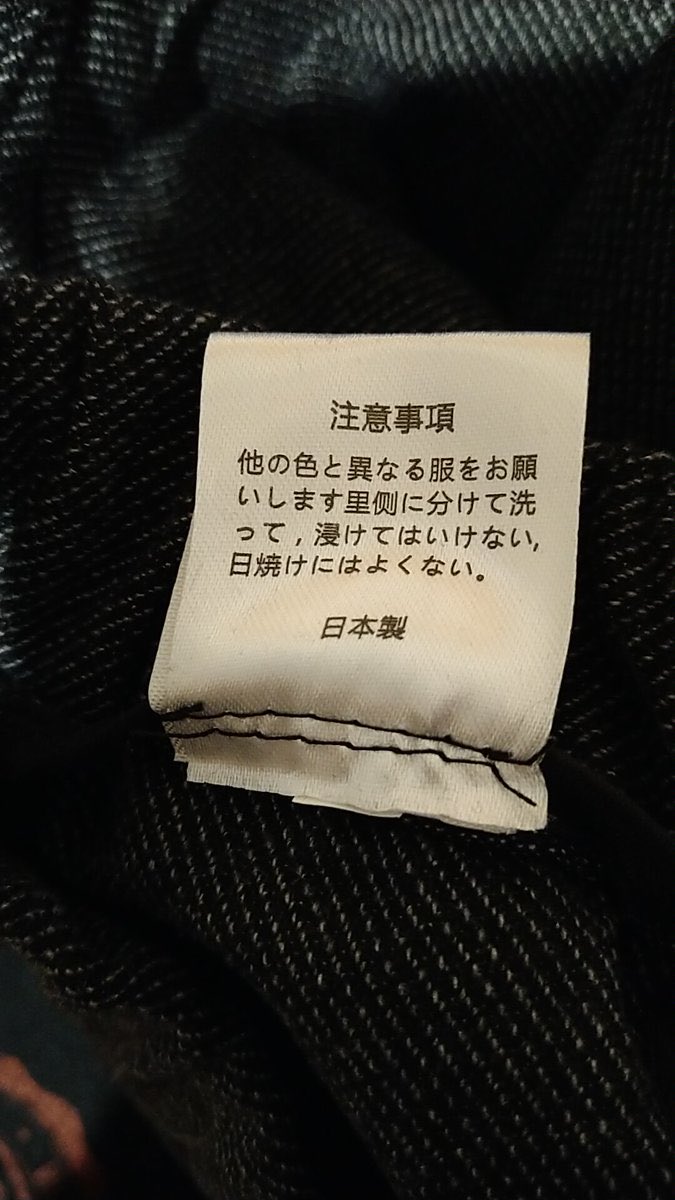 注意事項
他の色と異なる服をお願
いします里侧に分けて洗
って,浸けてはいけない,
日焼けにはよくない。
日本製